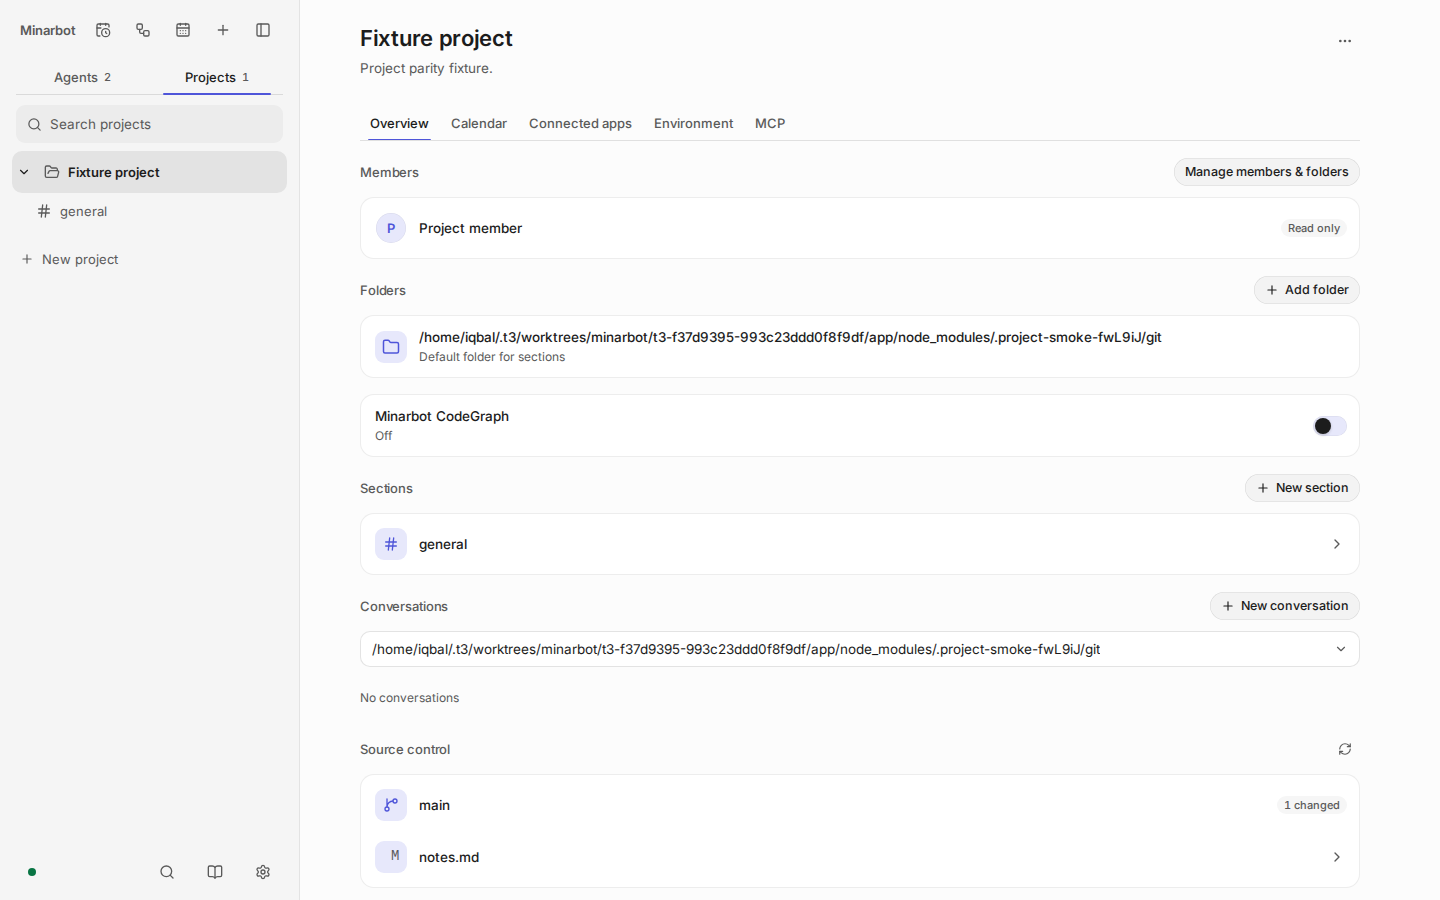 Minarbot
Agents 2
Projects 1
Search projects
Fixture project
general
New project
Fixture project
Project parity fixture.
Overview
Calendar
Connected apps
Environment
MCP
Members
Manage members & folders
P
Project member
Read only
Folders
Add folder
/home/iqbal/.t3/worktrees/minarbot/t3-f37d9395-993c23ddd0f8f9df/app/node_modules/.project-smoke-fwL9iJ/git
Default folder for sections
Minarbot CodeGraph
Off
Sections
New section
general
Conversations
New conversation
/home/iqbal/.t3/worktrees/minarbot/t3-f37d9395-993c23ddd0f8f9df/app/node_modules/.project-smoke-fwL9iJ/git
No conversations
Source control
main
1 changed
M
notes.md